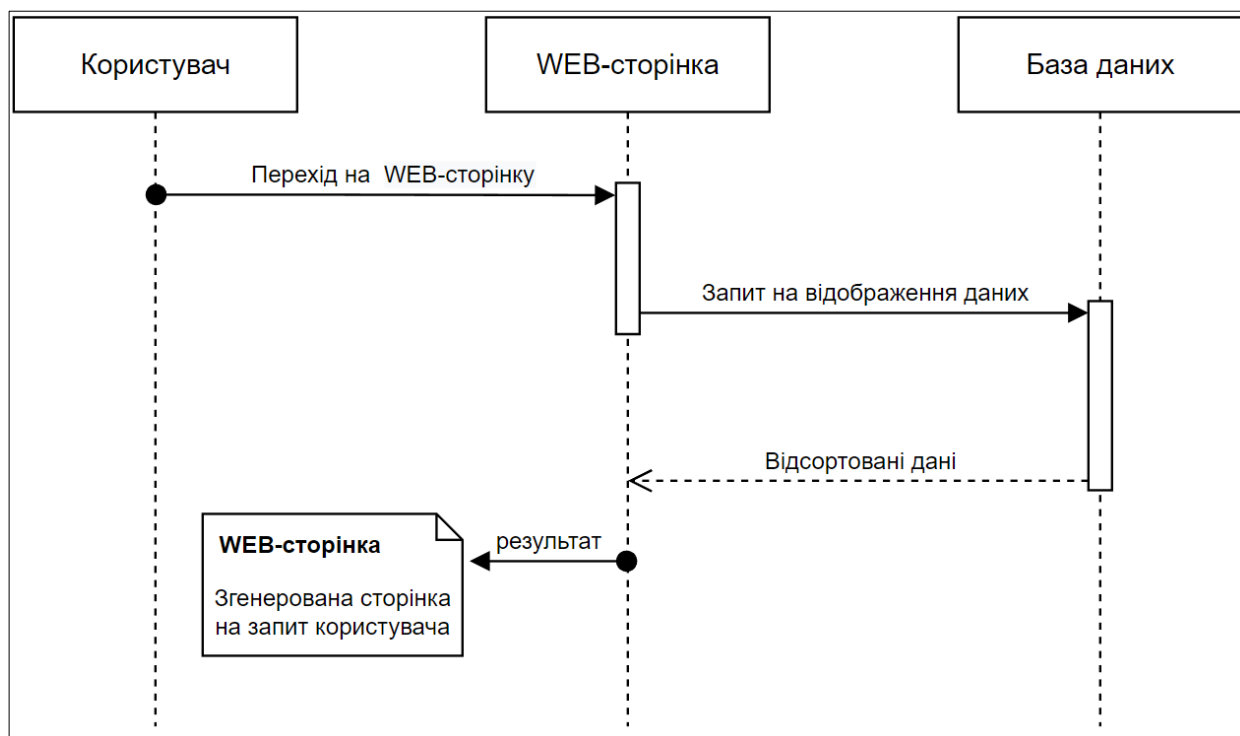 Користувач
WEB-сторінка
База даних
Перехід на WEB-сторінку
Запит на відображення даних
Відсортовані дані
результат
WEB-сторінка
Згенерована сторінка
на запит користувача